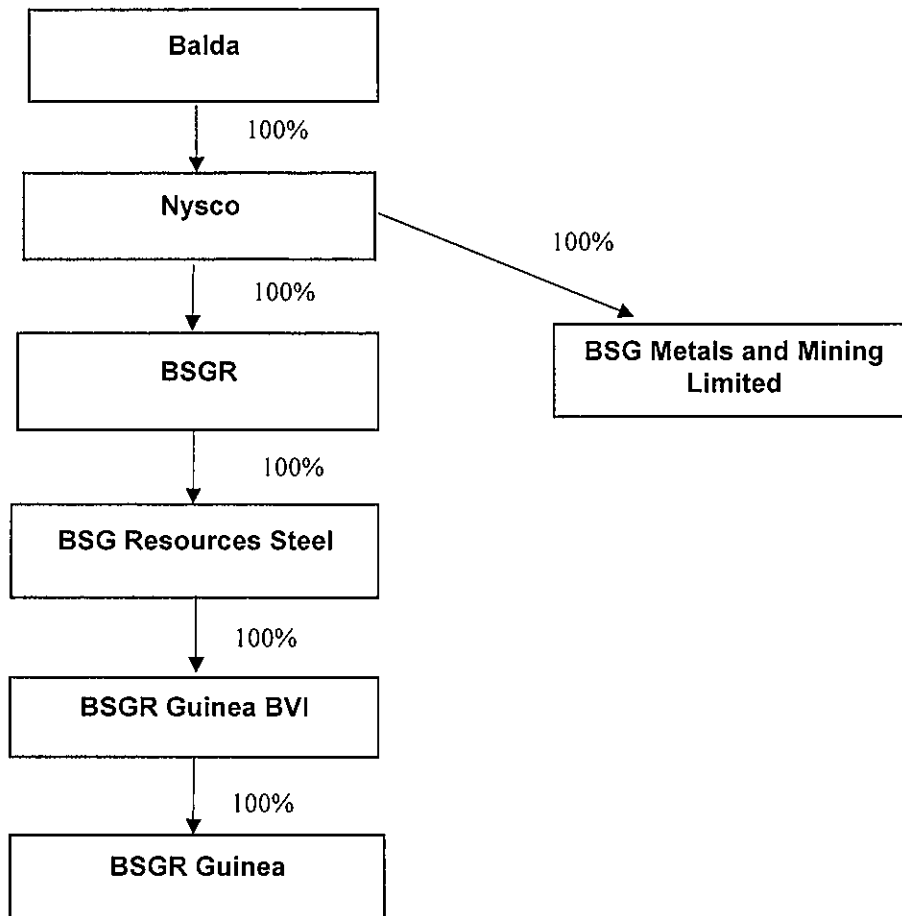 Balda
100%
Nysco
100%
100%
BSGR
BSG Metals and Mining
Limited
100%
BSG Resources Steel
100%
BSGR Guinea BVI
100%
BSGR Guinea